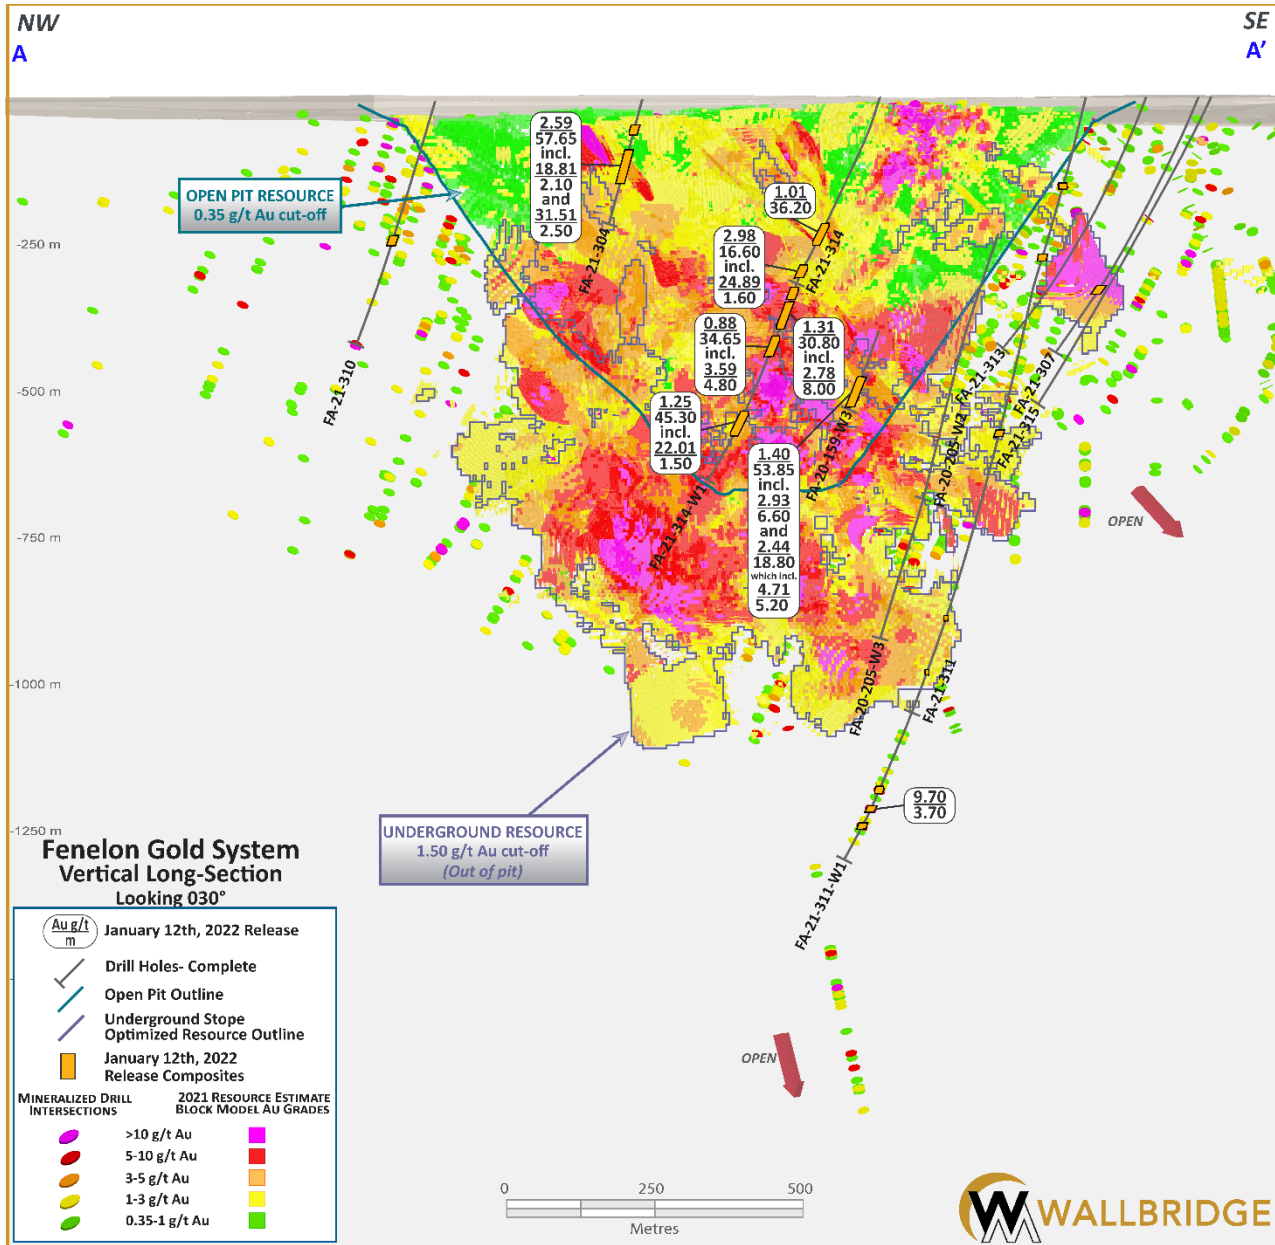 NW
SE
A
A’
2.59
57.65
incl.
18.81
2.10
and
31.51
2.50
OPEN PIT RESOURCE
0.35 g/t Au cut-off
1.01
36.20
-250 m
2.98
16.60
incl.
24.89
1.60
FA-21-304
FA-21-314
0.88
34.65
incl.
3.59
4.80
1.31
30.80
incl.
2.78
8.00
FA-21-310
-500 m
FA-21-313
FA-21-307
FA-21-315
1.25
45.30
incl.
22.01
1.50
FA-20-159-W3
FA-20-205-W2
1.40
53.85
incl.
2.93
6.60
and
2.44
18.80
which incl.
4.71
5.20
FA-21-314-W1
OPEN
-750 m
-1000 m
FA-20-205-W3
FA-21-311
9.70
3.70
-1250 m
UNDERGROUND RESOURCE
1.50 g/t Au cut-off
(Out of pit)
FA-21-311-W1
OPEN
Fenelon Gold System
Vertical Long-Section
Looking 030°
Au g/t
m
January 12th, 2022 Release
Drill Holes- Complete
Open Pit Outline
Underground Stope
Optimized Resource Outline
January 12th, 2022
Release Composites
Mineralized Drill
Intersections
2021 Resource Estimate
Block Model Au Grades
>10 g/t Au
5-10 g/t Au
3-5 g/t Au
1-3 g/t Au
0.35-1 g/t Au
0 250 500
Metres
WALLBRIDGE